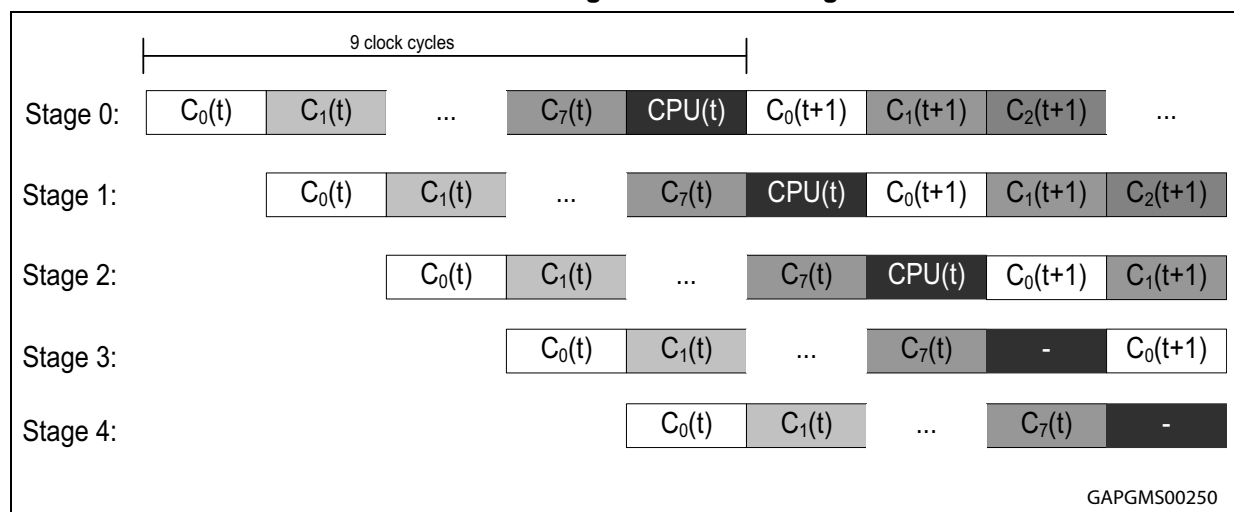 9 clock cycles
Stage 0: C₀(t) C₁(t) ... C₇(t) CPU(t) C₀(t+1) C₁(t+1) C₂(t+1) ...
Stage 1: C₀(t) C₁(t) ... C₇(t) CPU(t) C₀(t+1) C₁(t+1) C₂(t+1)
Stage 2: C₀(t) C₁(t) ... C₇(t) CPU(t) C₀(t+1) C₁(t+1)
Stage 3: C₀(t) C₁(t) ... C₇(t) - C₀(t+1)
Stage 4: C₀(t) C₁(t) ... C₇(t) -
GAPGMS00250